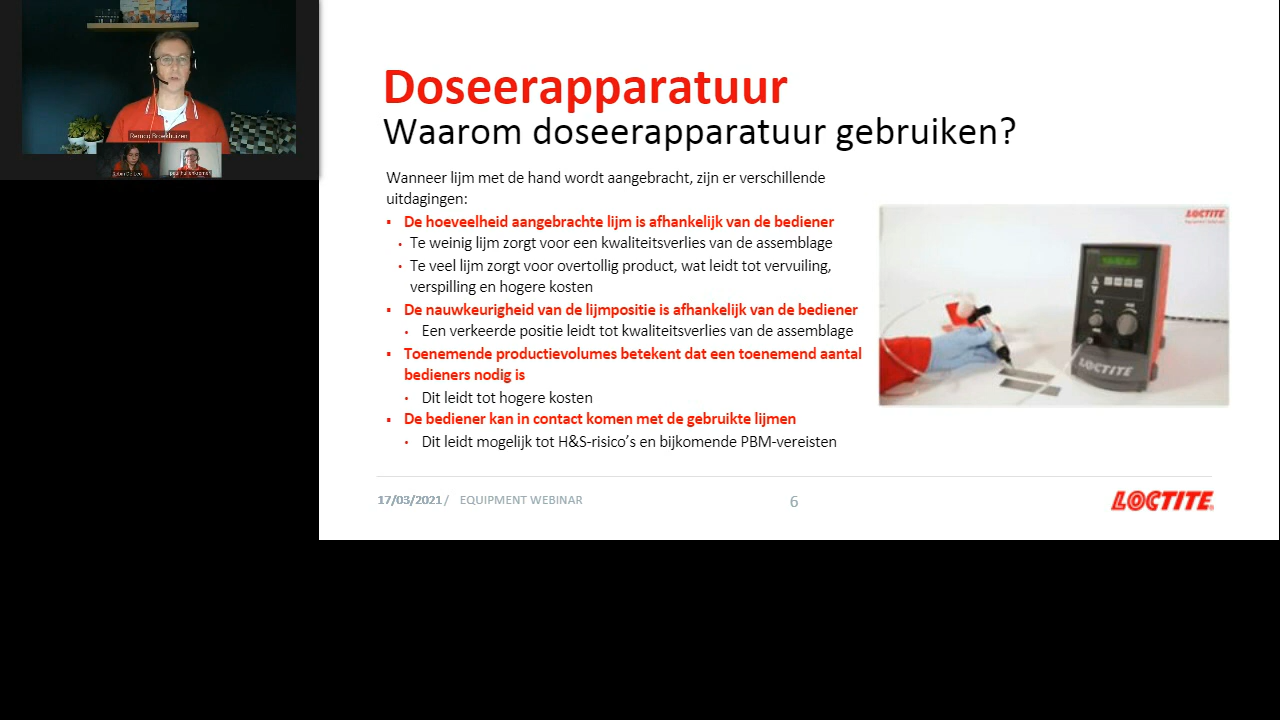 Doseerapparatuur
Waarom doseerapparatuur gebruiken?
Wanneer lijm met de hand wordt aangebracht, zijn er verschillende
uitdagingen:
▪ De hoeveelheid aangebrachte lijm is afhankelijk van de bediener
• Te weinig lijm zorgt voor een kwaliteitsverlies van de assemblage
• Te veel lijm zorgt voor overtollig product, wat leidt tot vervuiling,
verspilling en hogere kosten
▪ De nauwkeurigheid van de lijmpositie is afhankelijk van de bediener
• Een verkeerde positie leidt tot kwaliteitsverlies van de assemblage
▪ Toenemende productievolumes betekent dat een toenemend aantal
bedieners nodig is
• Dit leidt tot hogere kosten
▪ De bediener kan in contact komen met de gebruikte lijmen
• Dit leidt mogelijk tot H&S-risico’s en bijkomende PBM-vereisten
LOCTITE
LOCTITE
17/03/2021 / EQUIPMENT WEBINAR
6
LOCTITE
Remco Broekhuizen